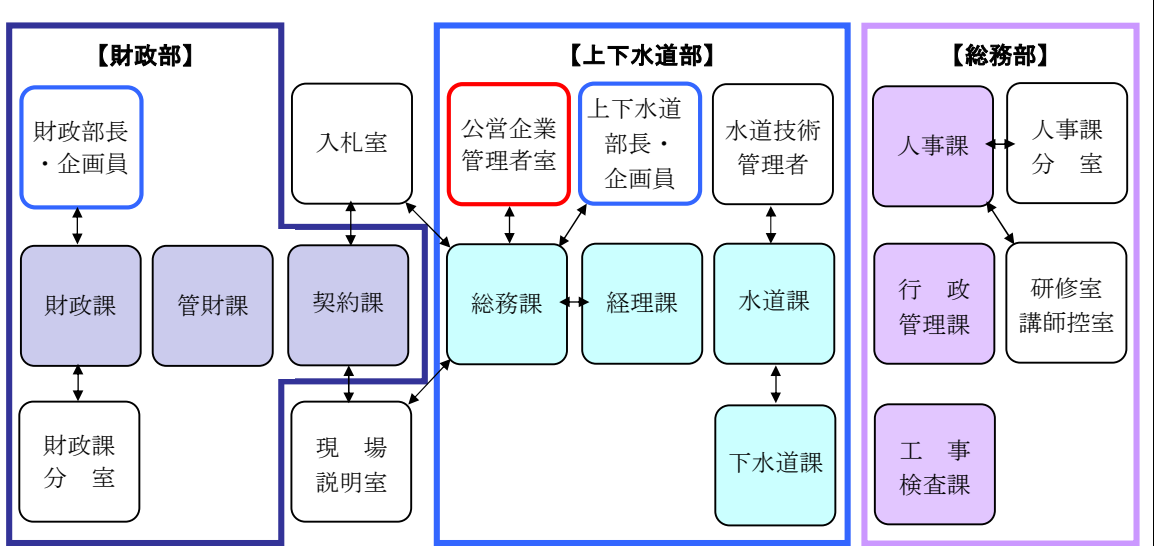 【財政部】
財政部長
・企画員
入札室
財政課
管財課
契約課
財政課
分　室
現　場
説明室
【上下水道部】
公営企業
管理者室
上下水道
部長・
企画員
水道技術
管理者
総務課
経理課
水道課
下水道課
【総務部】
人事課
人事課
分　室
行　政
管理課
研修室
講師控室
工　事
検査課